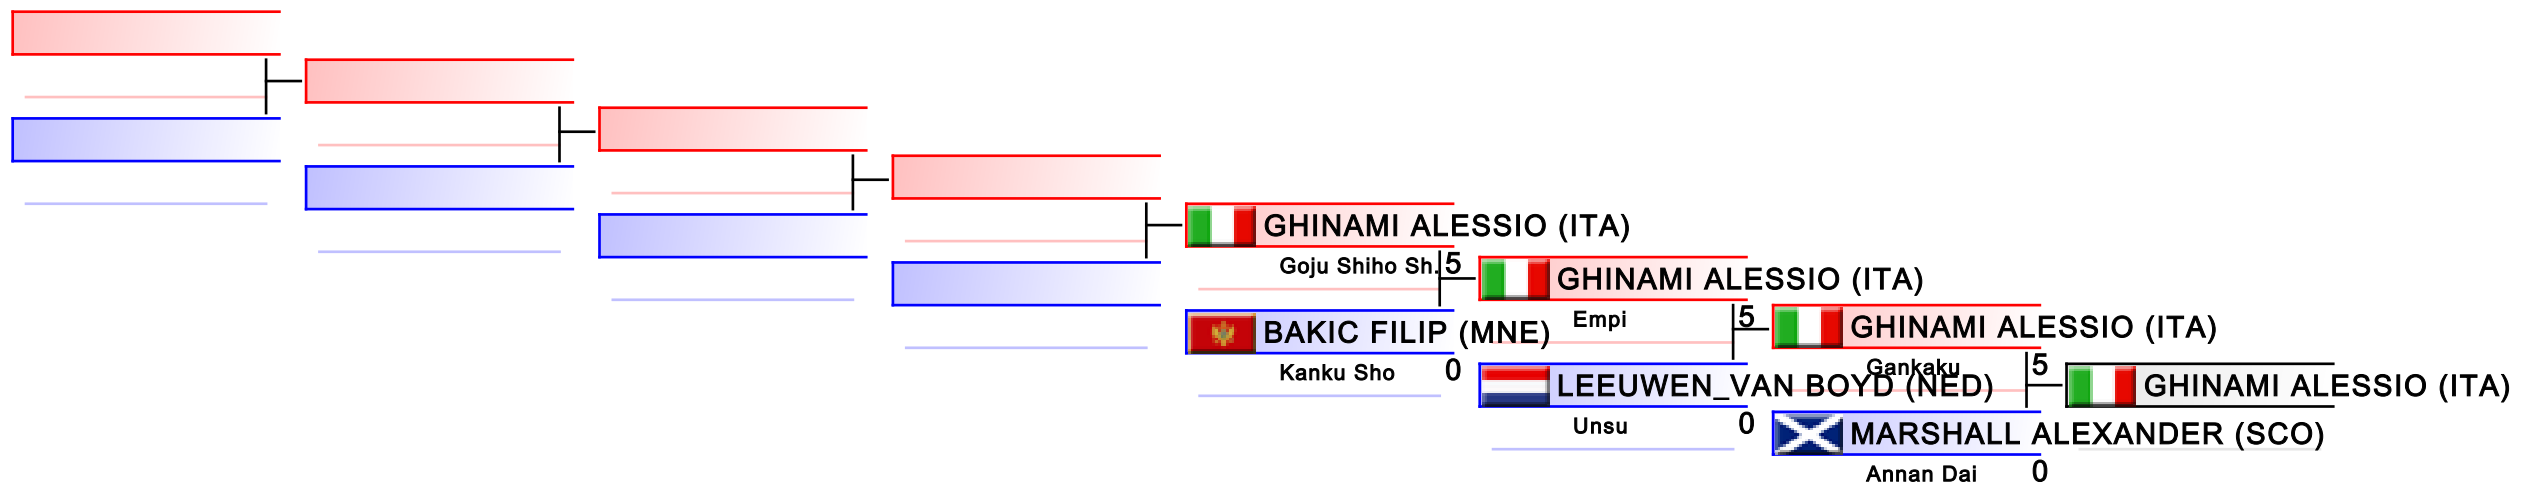 GHINAMI ALESSIO (ITA)
Goju Shiho Sh. 5
BAKIC FILIP (MNE)
Kanku Sho 0
GHINAMI ALESSIO (ITA)
Empi 5
LEEUWEN_VAN BOYD (NED)
Unsu 0
GHINAMI ALESSIO (ITA)
Gankaku 5
MARSHALL ALEXANDER (SCO)
Annan Dai 0
GHINAMI ALESSIO (ITA)